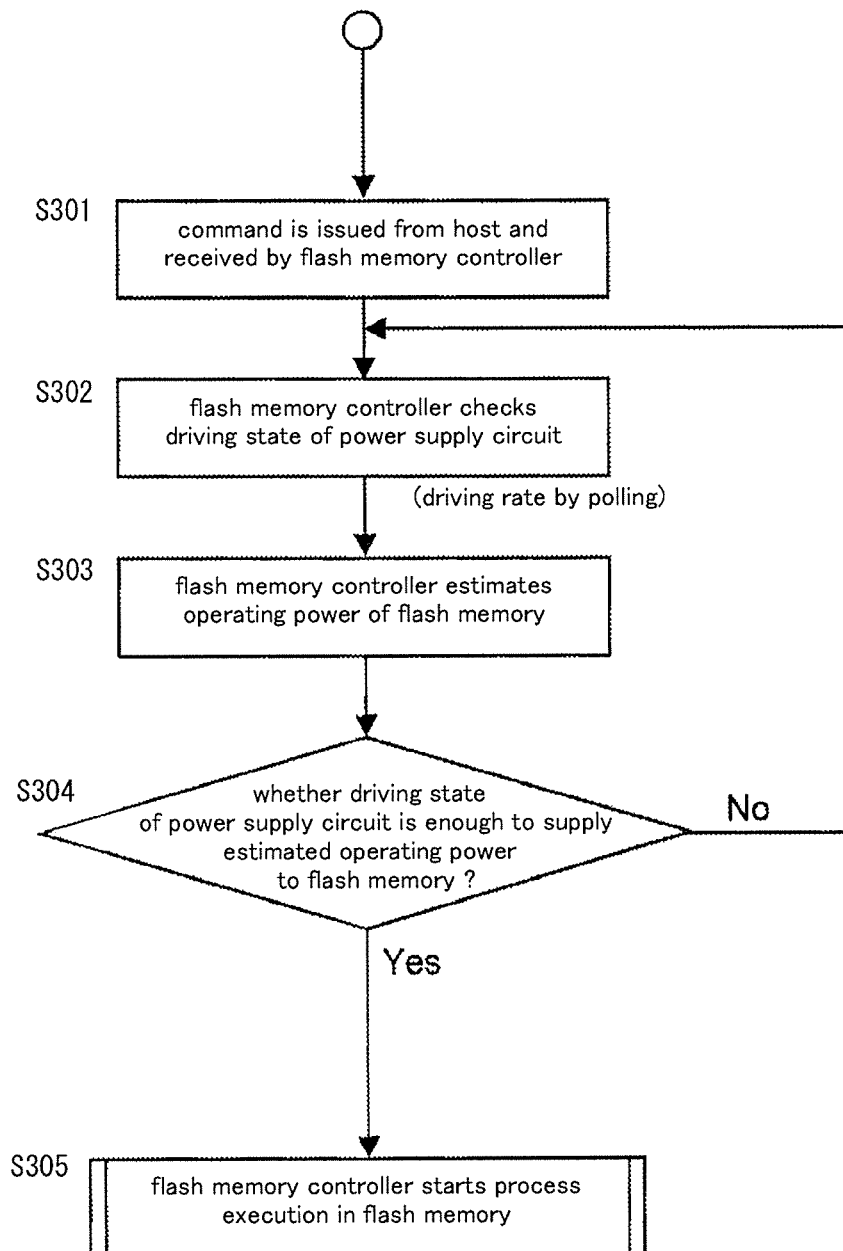 S301
command is issued from host and
received by flash memory controller
S302
flash memory controller checks
driving state of power supply circuit
(driving rate by polling)
S303
flash memory controller estimates
operating power of flash memory
S304
whether driving state
of power supply circuit is enough to supply
estimated operating power
to flash memory ?
No
Yes
S305
flash memory controller starts process
execution in flash memory